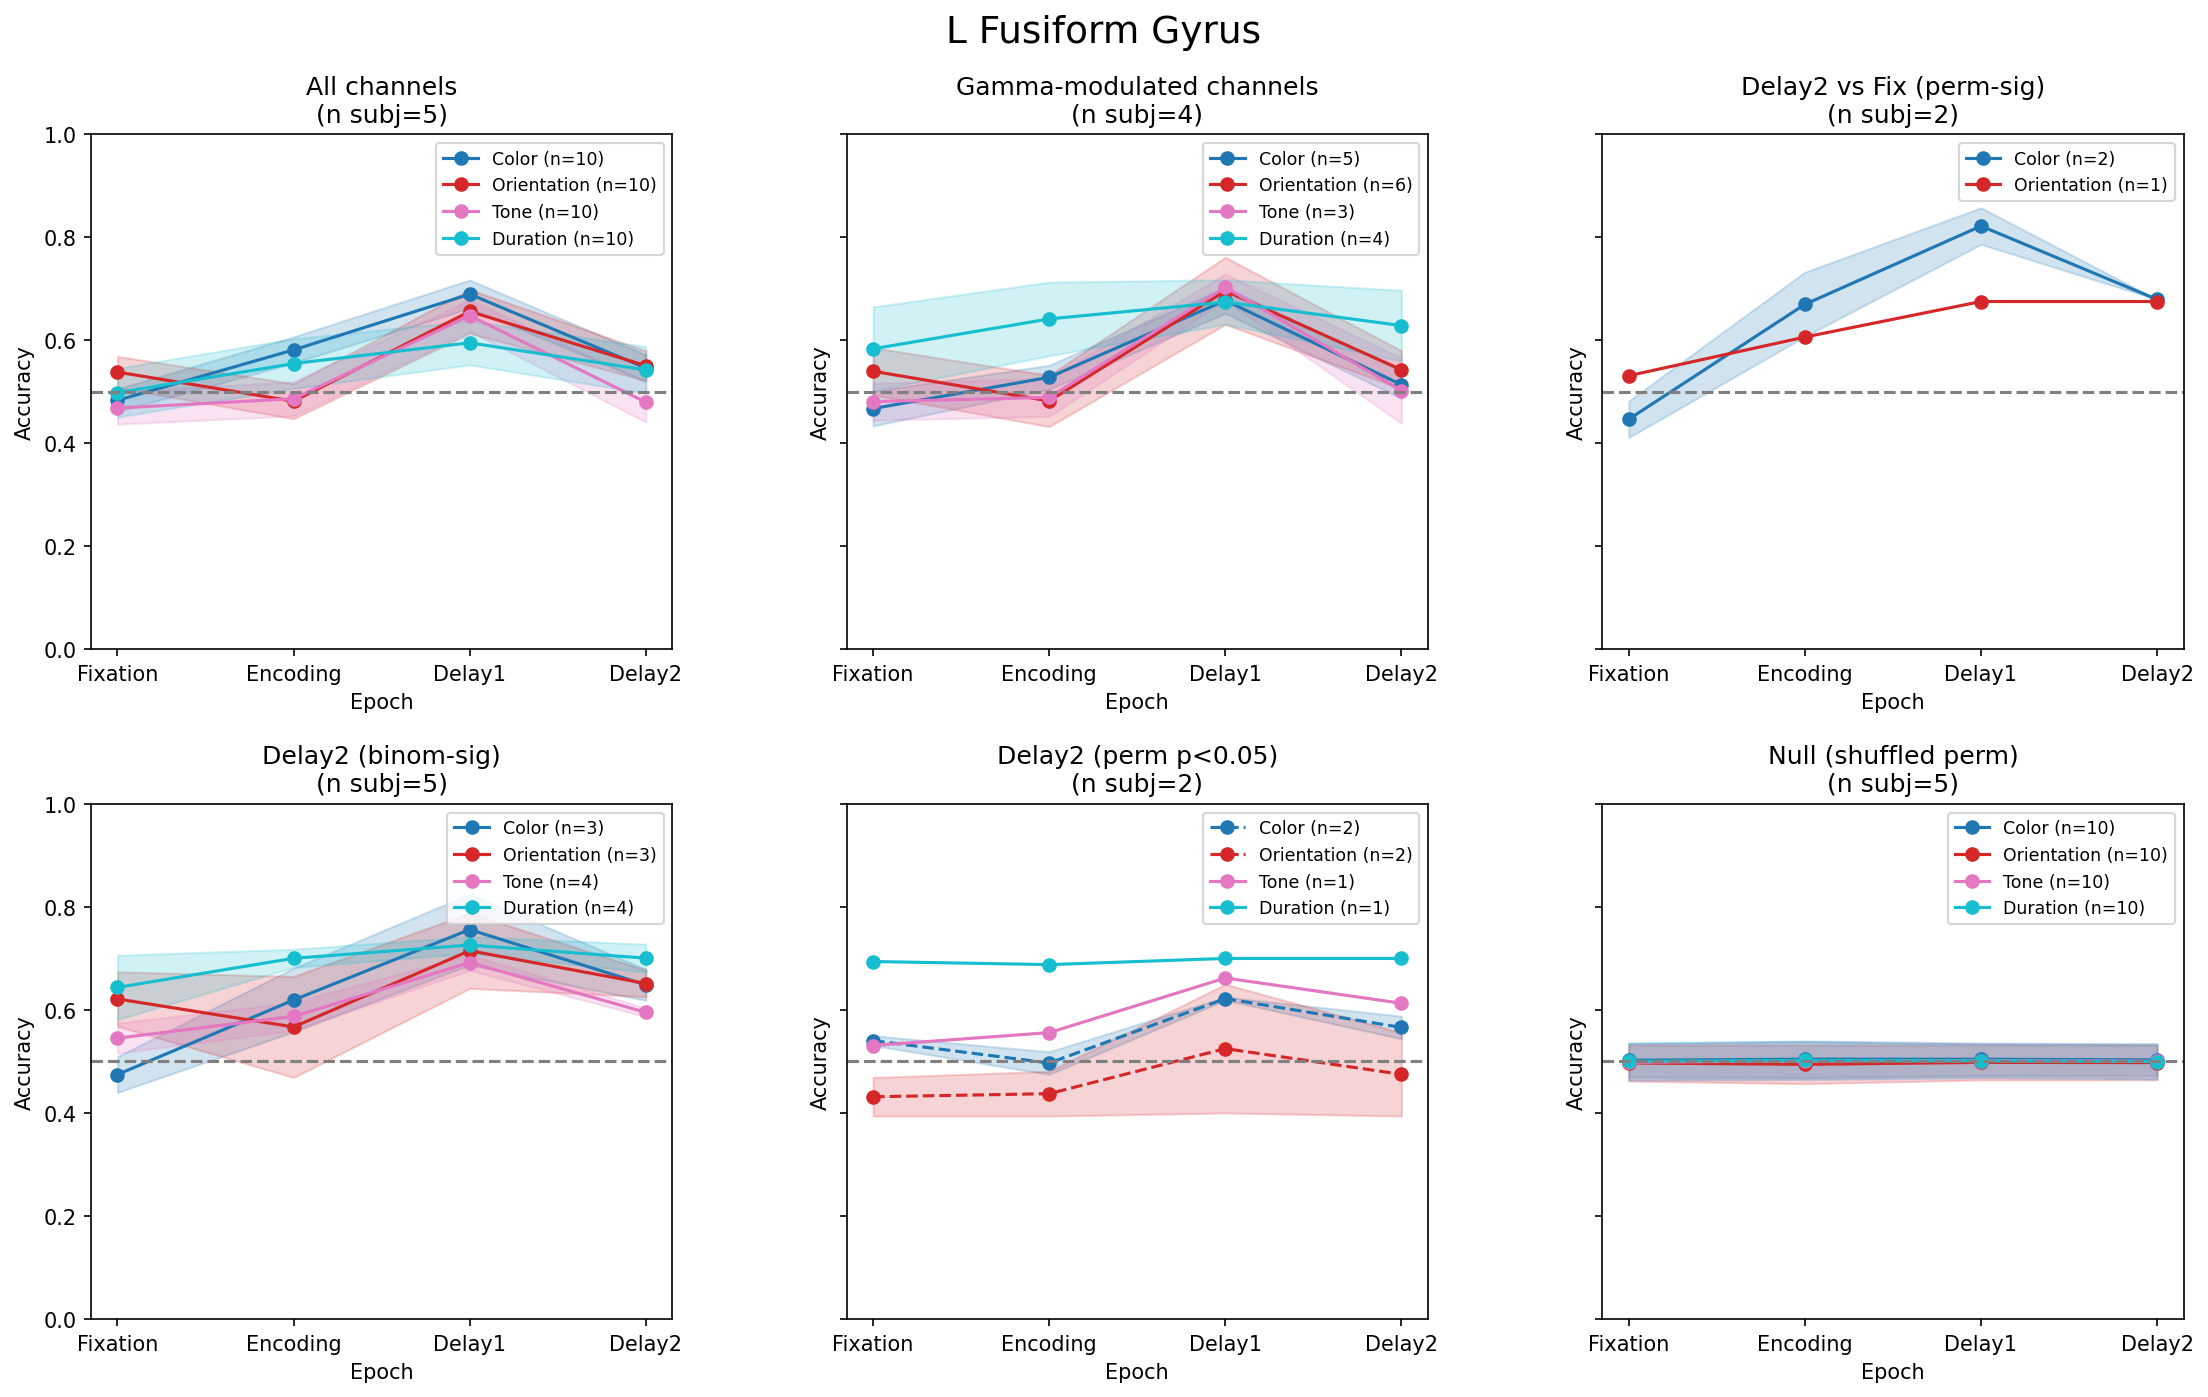 L Fusiform Gyrus
All channels
(n subj=5)
1.0
0.8
0.6
0.4
0.2
0.0
Accuracy
Color (n=10)
Orientation (n=10)
Tone (n=10)
Duration (n=10)
Fixation Encoding Delay1 Delay2
Epoch
Gamma-modulated channels
(n subj=4)
Accuracy
Color (n=5)
Orientation (n=6)
Tone (n=3)
Duration (n=4)
Fixation Encoding Delay1 Delay2
Epoch
Delay2 vs Fix (perm-sig)
(n subj=2)
Accuracy
Color (n=2)
Orientation (n=1)
Fixation Encoding Delay1 Delay2
Epoch
Delay2 (binom-sig)
(n subj=5)
1.0
0.8
0.6
0.4
0.2
0.0
Accuracy
Color (n=3)
Orientation (n=3)
Tone (n=4)
Duration (n=4)
Fixation Encoding Delay1 Delay2
Epoch
Delay2 (perm p<0.05)
(n subj=2)
Accuracy
Color (n=2)
Orientation (n=2)
Tone (n=1)
Duration (n=1)
Fixation Encoding Delay1 Delay2
Epoch
Null (shuffled perm)
(n subj=5)
Accuracy
Color (n=10)
Orientation (n=10)
Tone (n=10)
Duration (n=10)
Fixation Encoding Delay1 Delay2
Epoch